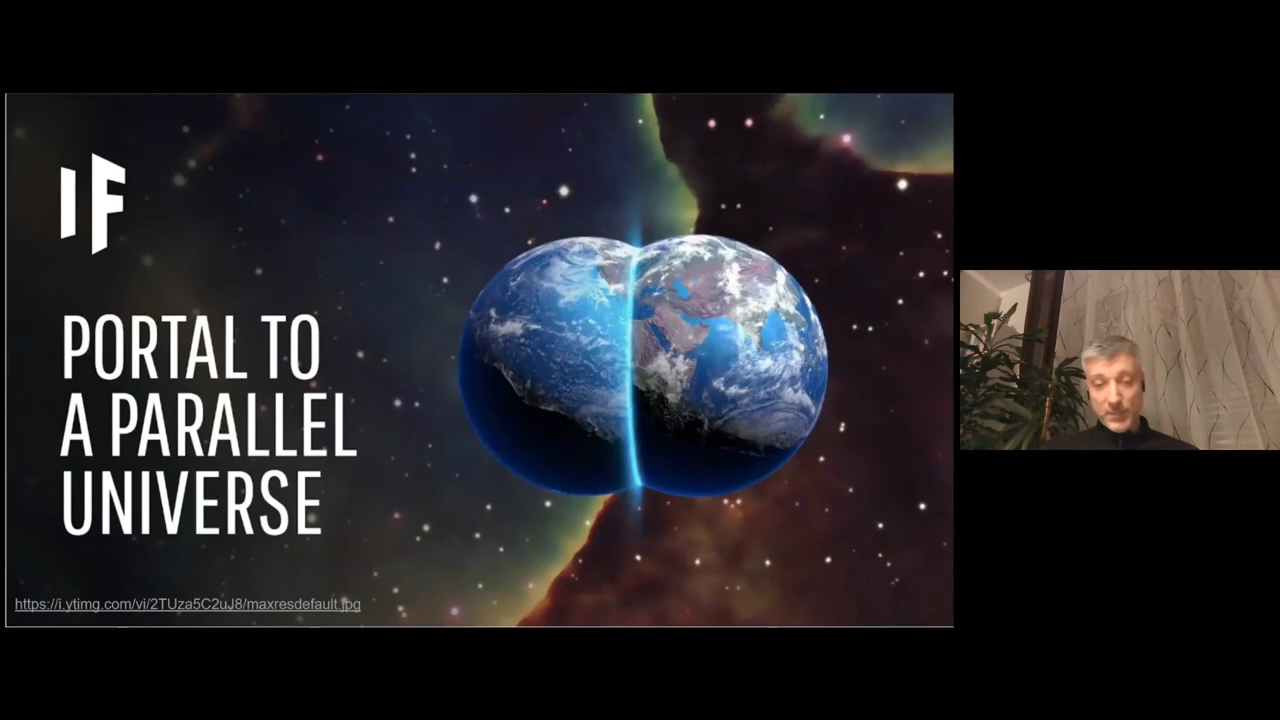 IF
PORTAL TO
A PARALLEL
UNIVERSE
https://i.ytimg.com/vi/2TUza5C2uJ8/maxresdefault.jpg